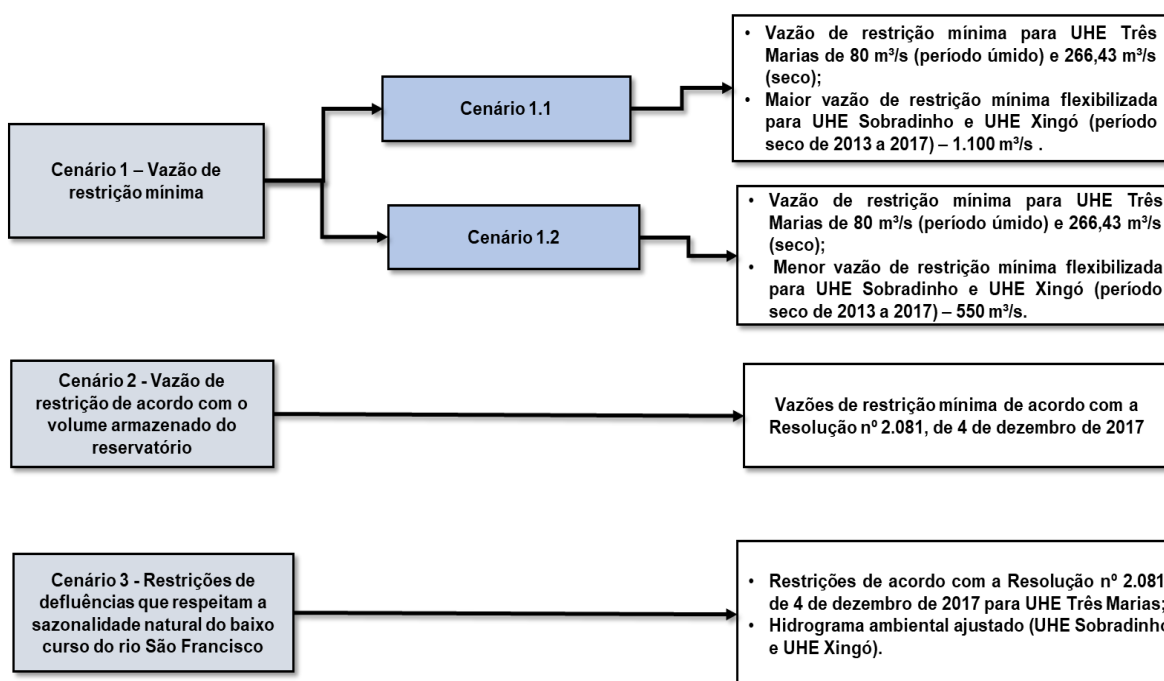 Cenário 1 – Vazão de
restrição mínima
Cenário 1.1
• Vazão de restrição mínima para UHE Três
Marias de 80 m³/s (período úmido) e 266,43 m³/s
(seco);
• Maior vazão de restrição mínima flexibilizada
para UHE Sobradinho e UHE Xingó (período
seco de 2013 a 2017) – 1.100 m³/s .
Cenário 1.2
• Vazão de restrição mínima para UHE Três
Marias de 80 m³/s (período úmido) e 266,43 m³/s
(seco);
• Menor vazão de restrição mínima flexibilizada
para UHE Sobradinho e UHE Xingó (período
seco de 2013 a 2017) – 550 m³/s.
Cenário 2 - Vazão de
restrição de acordo com o
volume armazenado do
reservatório
Vazões de restrição mínima de acordo com a
Resolução nº 2.081, de 4 de dezembro de 2017
Cenário 3 - Restrições de
defluências que respeitam a
sazonalidade natural do baixo
curso do rio São Francisco
• Restrições de acordo com a Resolução nº 2.081
de 4 de dezembro de 2017 para UHE Três Marias;
• Hidrograma ambiental ajustado (UHE Sobradinho
e UHE Xingó).